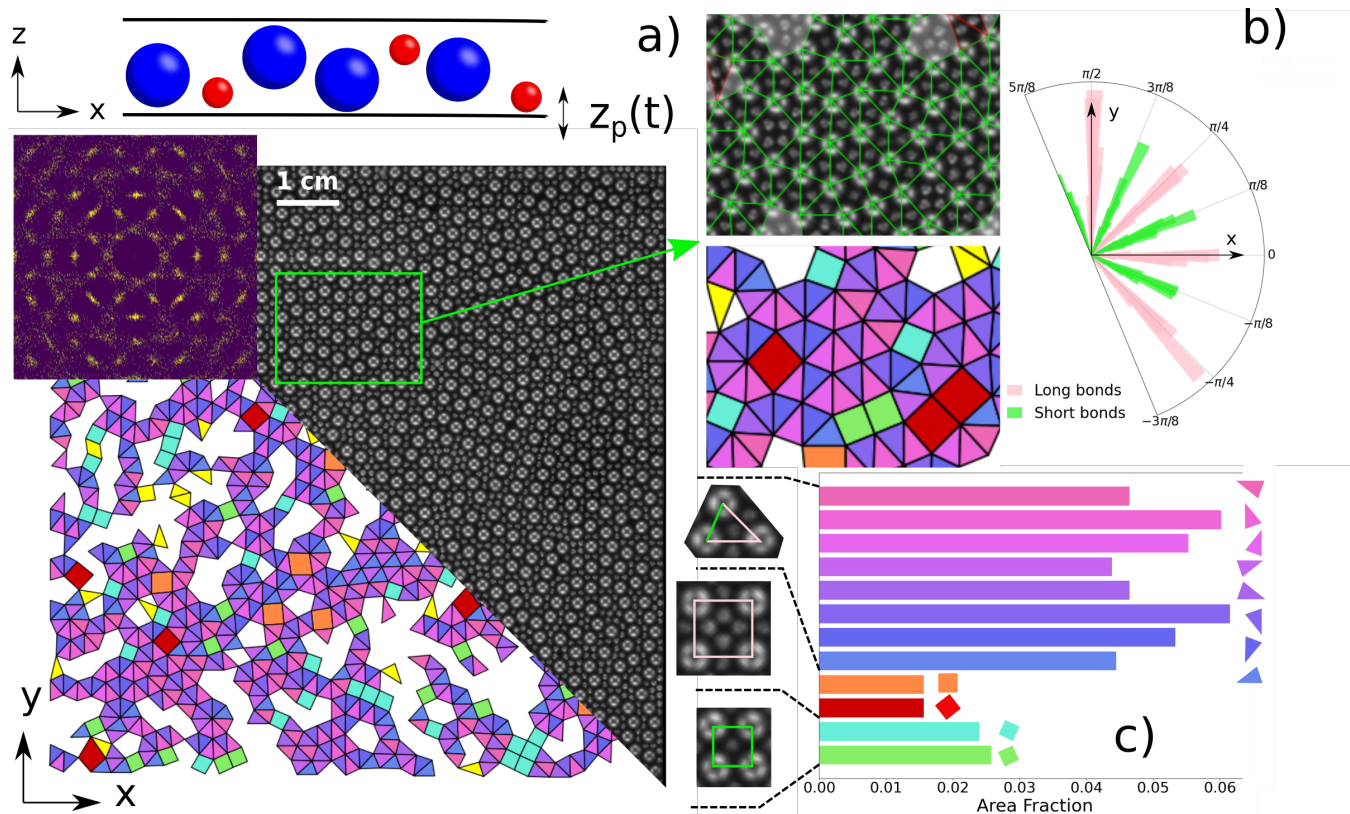 a)
z
x
z_p(t)
1 cm
y
x
b)
5π/8
π/2
3π/8
π/4
π/8
0
−π/8
−π/4
−3π/8
y
x
Long bonds
Short bonds
c)
0.00 0.01 0.02 0.03 0.04 0.05 0.06
Area Fraction